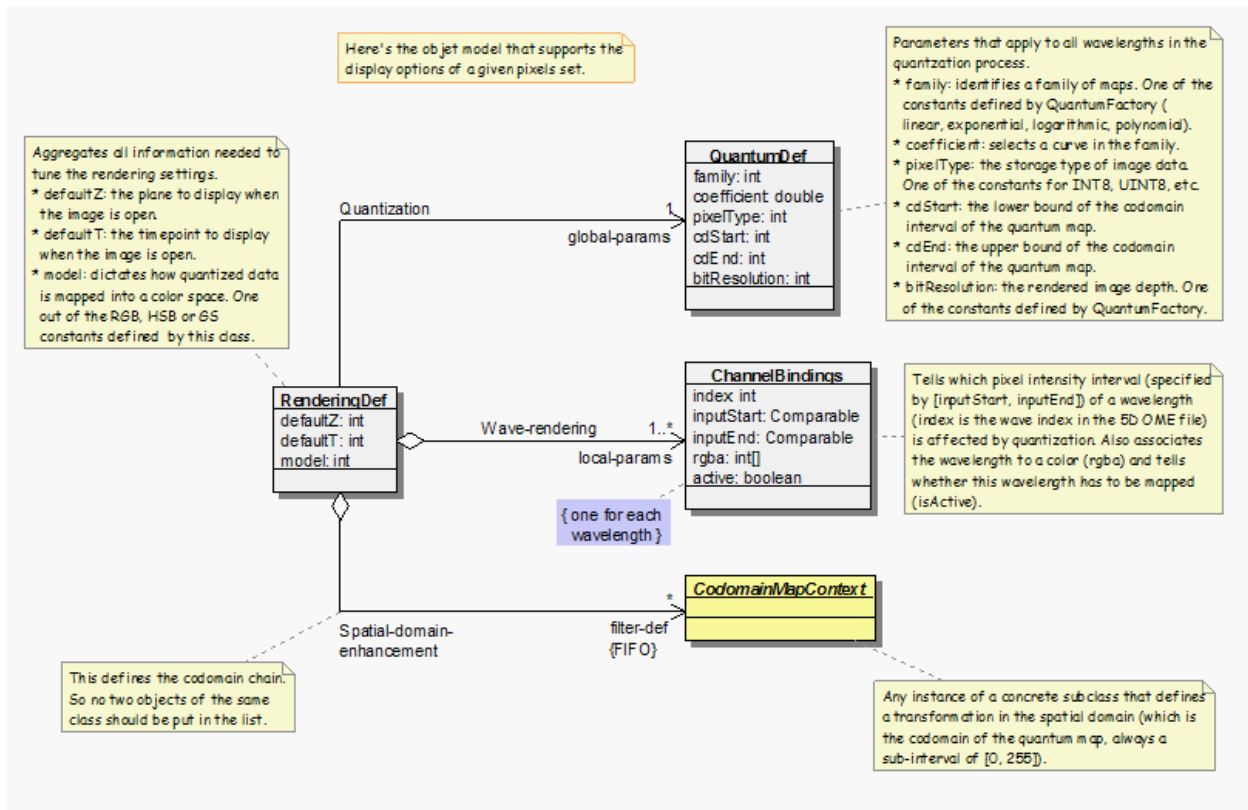 Here's the objet model that supports the
display options of a given pixels set.
Parameters that apply to all wavelengths in the
quantzation process.
* family: identifies a family of maps. One of the
constants defined by QuantumFactory (
linear, exponential, logarithmic, polynomial).
* coefficient: selects a curve in the family.
* pixelType: the storage type of image data.
One of the constants for INT8, UINT8, etc.
* cdStart: the lower bound of the codomain
interval of the quantum map.
* cdEnd: the upper bound of the codomain
interval of the quantum map.
* bitResolution: the rendered image depth. One
of the constants defined by QuantumFactory.
Aggregates all information needed to
tune the rendering settings.
* defaultZ: the plane to display when
the image is open.
* defaultT: the timepoint to display
when the image is open.
* model: dictates how quantized data
is mapped into a color space. One
out of the RGB, HSB or GS
constants defined by this class.
QuantumDef
family: int
coefficient: double
pixelType: int
cdStart: int
cdEnd: int
bitResolution: int
Quantization
1
global-params
RenderingDef
defaultZ: int
defaultT: int
model: int
Wave-rendering
1..*
local-params
ChannelBindings
index: int
inputStart: Comparable
inputEnd: Comparable
rgba: int[]
active: boolean
{ one for each
wavelength }
Tells which pixel intensity interval (specified
by [inputStart, inputEnd]) of a wavelength
(index is the wave index in the 5D OME file)
is affected by quantization. Also associates
the wavelength to a color (rgba) and tells
whether this wavelength has to be mapped
(isActive).
CodomainMapContext
*
Spatial-domain-
enhancement
filter-def
{FIFO}
This defines the codomain chain.
So no two objects of the same
class should be put in the list.
Any instance of a concrete subclass that defines
a transformation in the spatial domain (which is
the codomain of the quantum map, always a
sub-interval of [0, 255]).